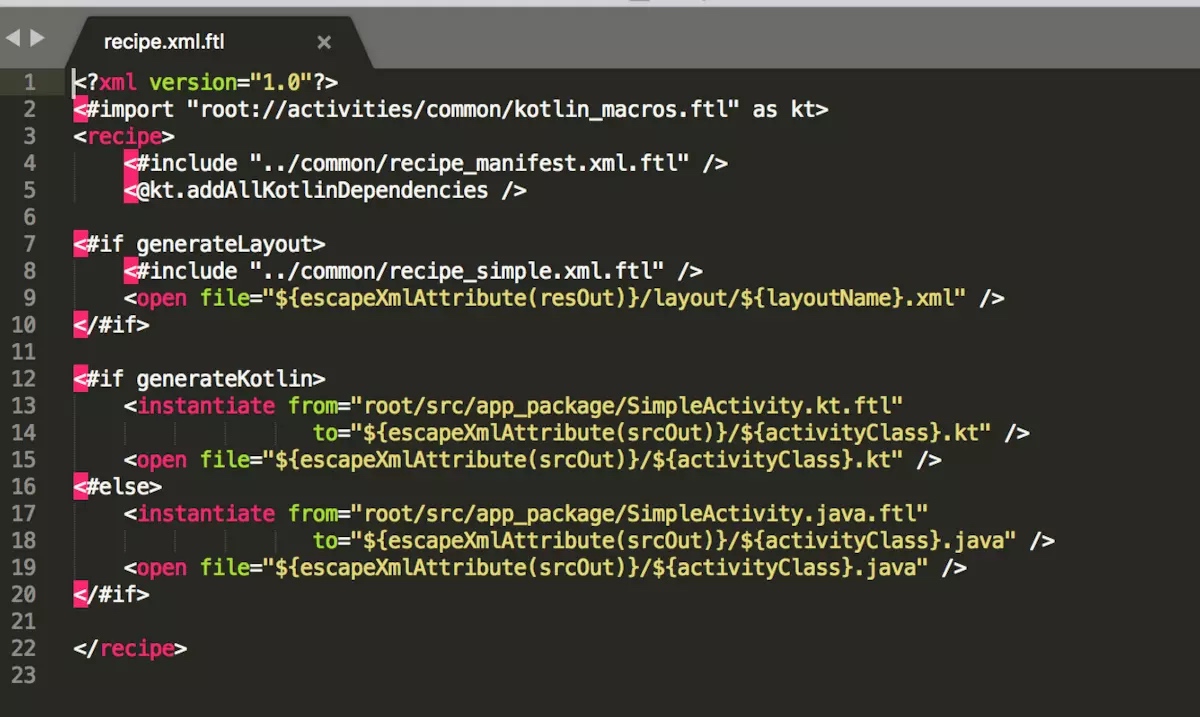 recipe.xml.ftl ×
1 <?xml version="1.0"?>
2 <#import "root://activities/common/kotlin_macros.ftl" as kt>
3 <recipe>
4     <#include "../common/recipe_manifest.xml.ftl" />
5     <@kt.addAllKotlinDependencies />
6
7 <#if generateLayout>
8     <#include "../common/recipe_simple.xml.ftl" />
9     <open file="${escapeXmlAttribute(resOut)}/layout/${layoutName}.xml" />
10 </#if>
11
12 <#if generateKotlin>
13     <instantiate from="root/src/app_package/SimpleActivity.kt.ftl"
14                    to="${escapeXmlAttribute(srcOut)}/${activityClass}.kt" />
15     <open file="${escapeXmlAttribute(srcOut)}/${activityClass}.kt" />
16 <#else>
17     <instantiate from="root/src/app_package/SimpleActivity.java.ftl"
18                    to="${escapeXmlAttribute(srcOut)}/${activityClass}.java" />
19     <open file="${escapeXmlAttribute(srcOut)}/${activityClass}.java" />
20 </#if>
21
22 </recipe>
23